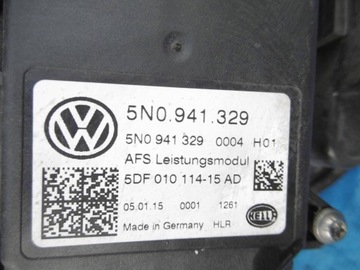 5N0.941.329
5N0 941 329 0004 H01
AFS Leistungsmodul
5DF 010 114-15 AD
05.01.15 0001 1261
Made in Germany HLR
HELLA